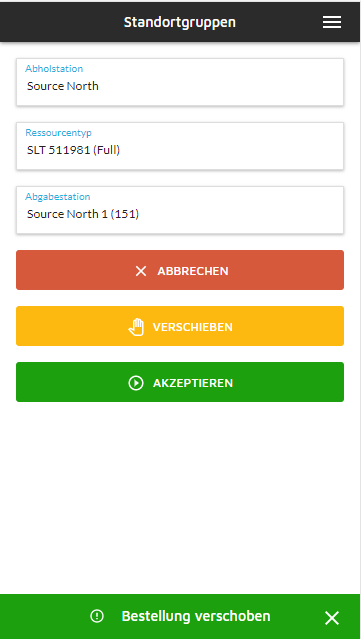 Standortgruppen
Abholstation
Source North
Ressourcentyp
SLT 511981 (Full)
Abgabestation
Source North 1 (151)
ABBRECHEN
VERSCHIEBEN
AKZEPTIEREN
Bestellung verschoben